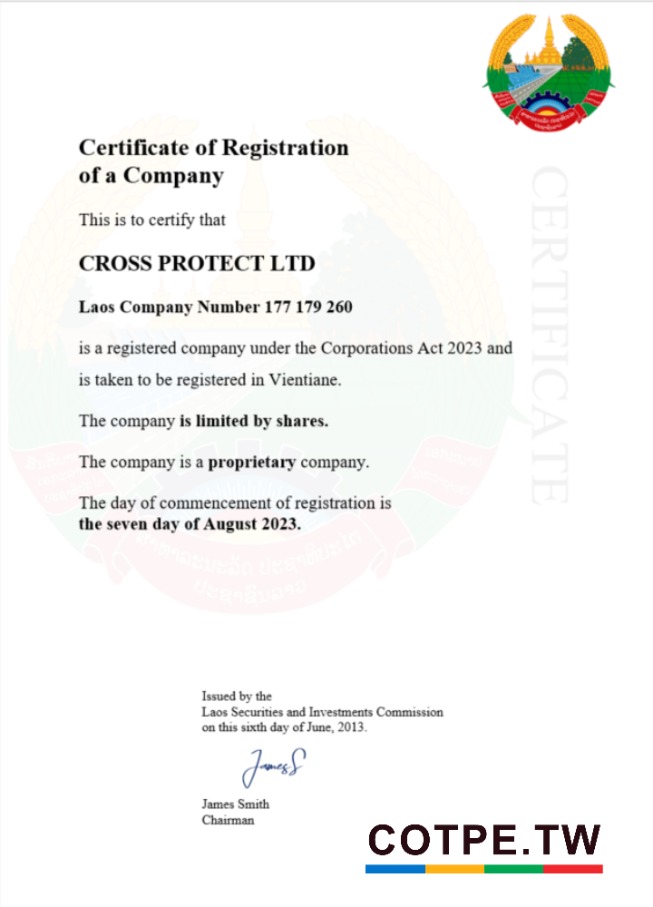 Certificate of Registration
of a Company
This is to certify that
CROSS PROTECT LTD
Laos Company Number 177 179 260
is a registered company under the Corporations Act 2023 and
is taken to be registered in Vientiane.
The company is limited by shares.
The company is a proprietary company.
The day of commencement of registration is
the seven day of August 2023.
CERTIFICATE
Issued by the
Laos Securities and Investments Commission
on this sixth day of June, 2013.
JamesS
James Smith
Chairman
COTPE.TW